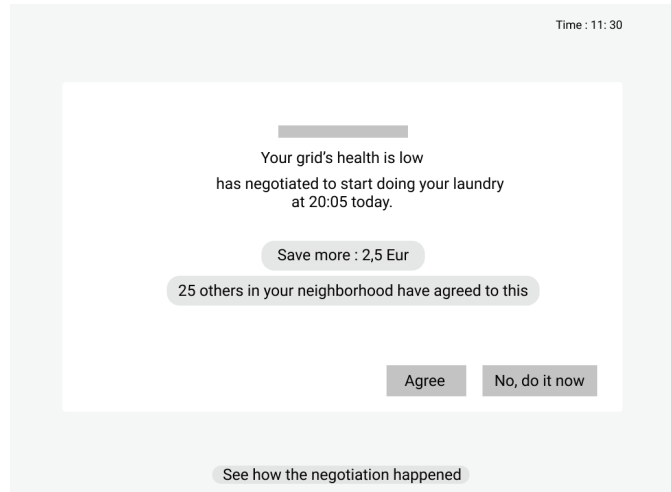 Time : 11: 30
Your grid's health is low
has negotiated to start doing your laundry
at 20:05 today.
Save more : 2,5 Eur
25 others in your neighborhood have agreed to this
Agree
No, do it now
See how the negotiation happened